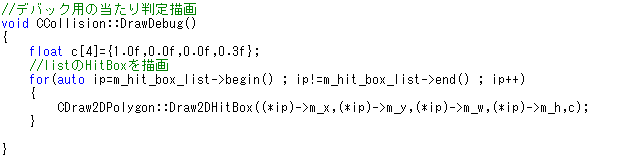 //デバック用の当たり判定描画
void CCollision::DrawDebug()
{
    float c[4]={1.0f,0.0f,0.0f,0.3f};
    //listのHitBoxを描画
    for(auto ip=m_hit_box_list->begin() ; ip!=m_hit_box_list->end() ; ip++)
    {
        CDraw2DPolygon::Draw2DHitBox((*ip)->m_x,(*ip)->m_y,(*ip)->m_w,(*ip)->m_h,c);
    }
}